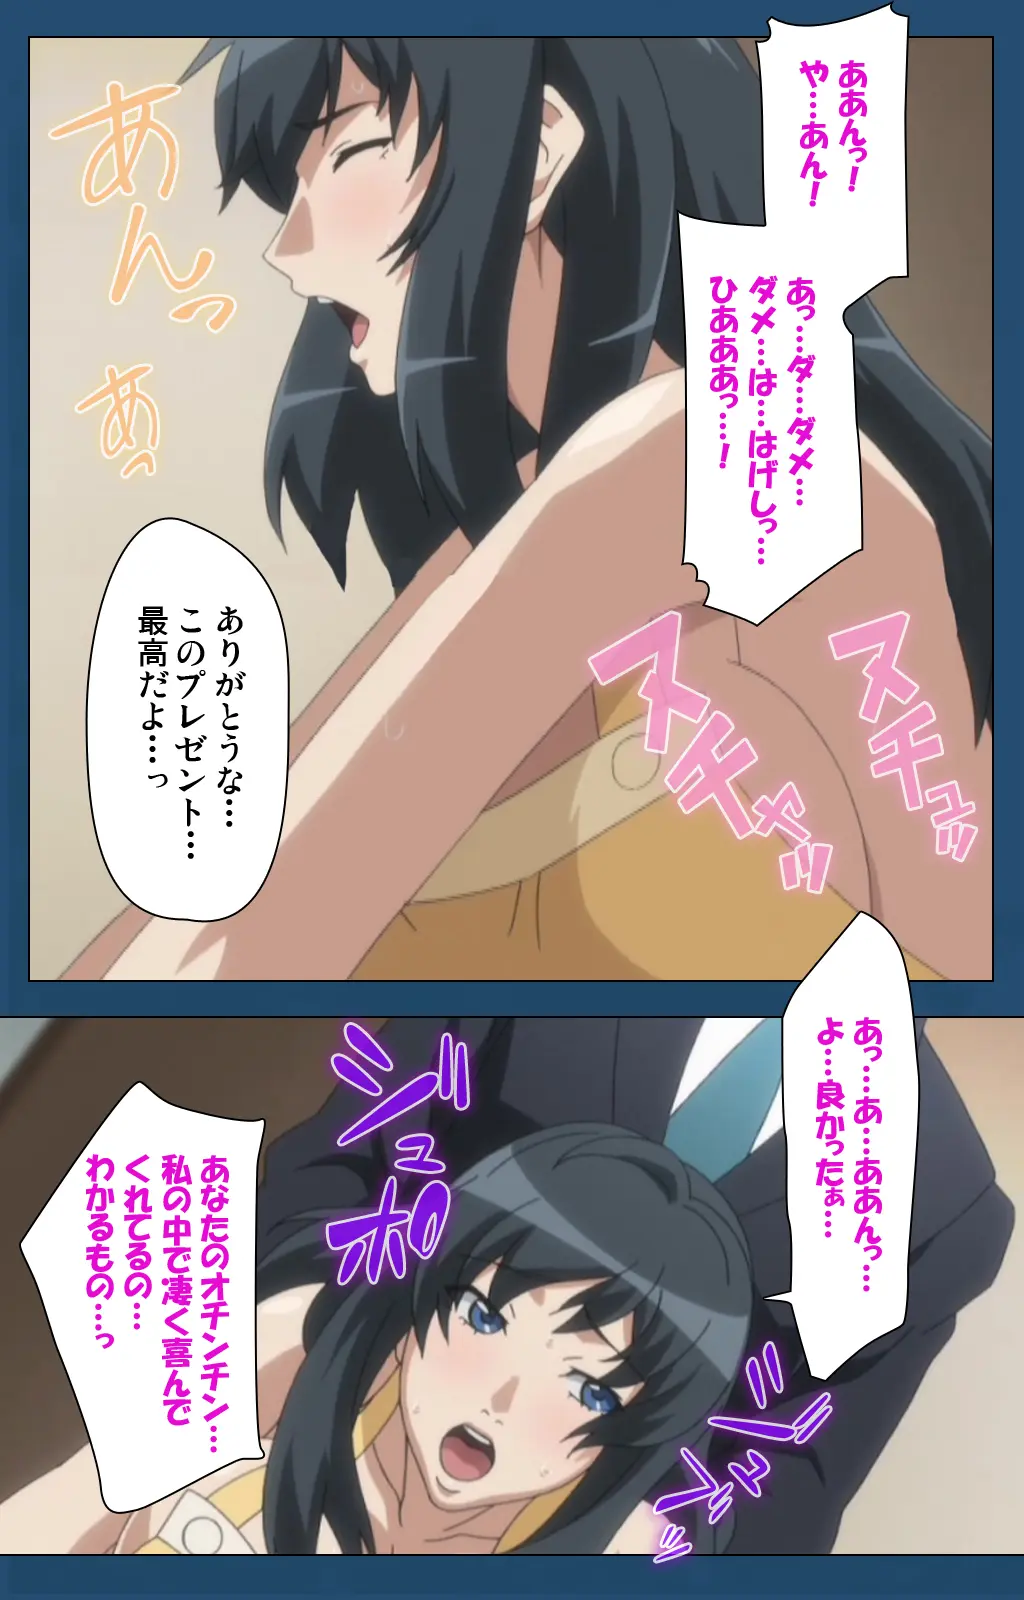 ああんっ！
や…あん！
あっ…ダ…ダメ…
ダメ…は…はげしっ…
ひあああっ…！
あんっ
あっ
ありがとうな…
このプレゼント…
最高だよ…っ
ヌチャッ
ヌチュッ
あっ…あ…ああんっ…
よ…良かったぁ…
ジュポ
ジュプッ
あなたのオチンチン…
私の中で凄く喜んで
くれてるの…
わかるもの…っ